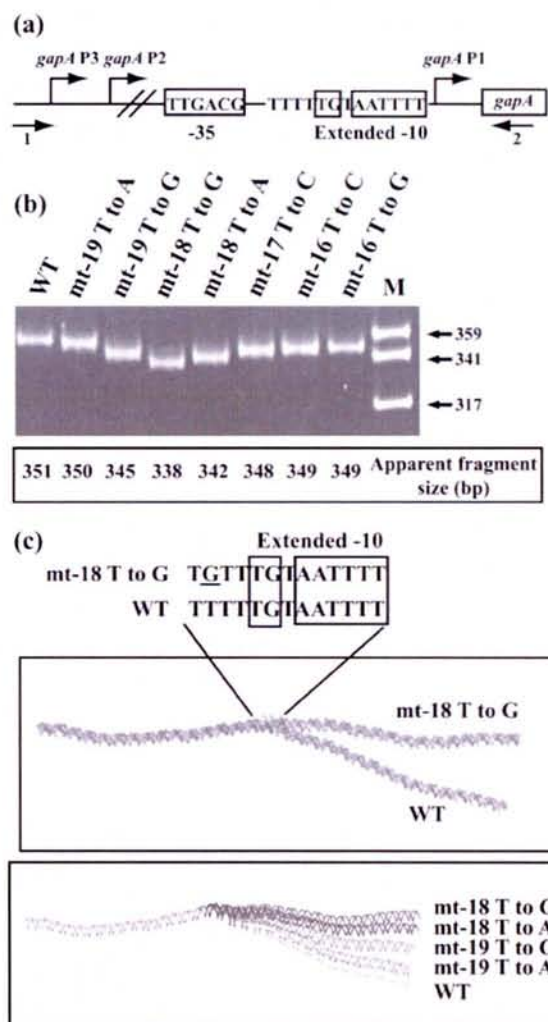 (a)
gapA P3 gapA P2 gapA P1
TTGACG TTTTTGTAATTTT gapA
1 -35 Extended -10 2
(b)
WT mt-19 T to A mt-19 T to G mt-18 T to G mt-18 T to A mt-17 T to C mt-16 T to C mt-16 T to G M
359
341
317
351 350 345 338 342 348 349 349 Apparent fragment size (bp)
(c)
Extended -10
mt-18 T to G TGTTTGTAATTTT
WT TTTTTGTAATTTT
mt-18 T to G
WT
mt-18 T to
mt-18 T to A
mt-19 T to
mt-19 T to A
WT